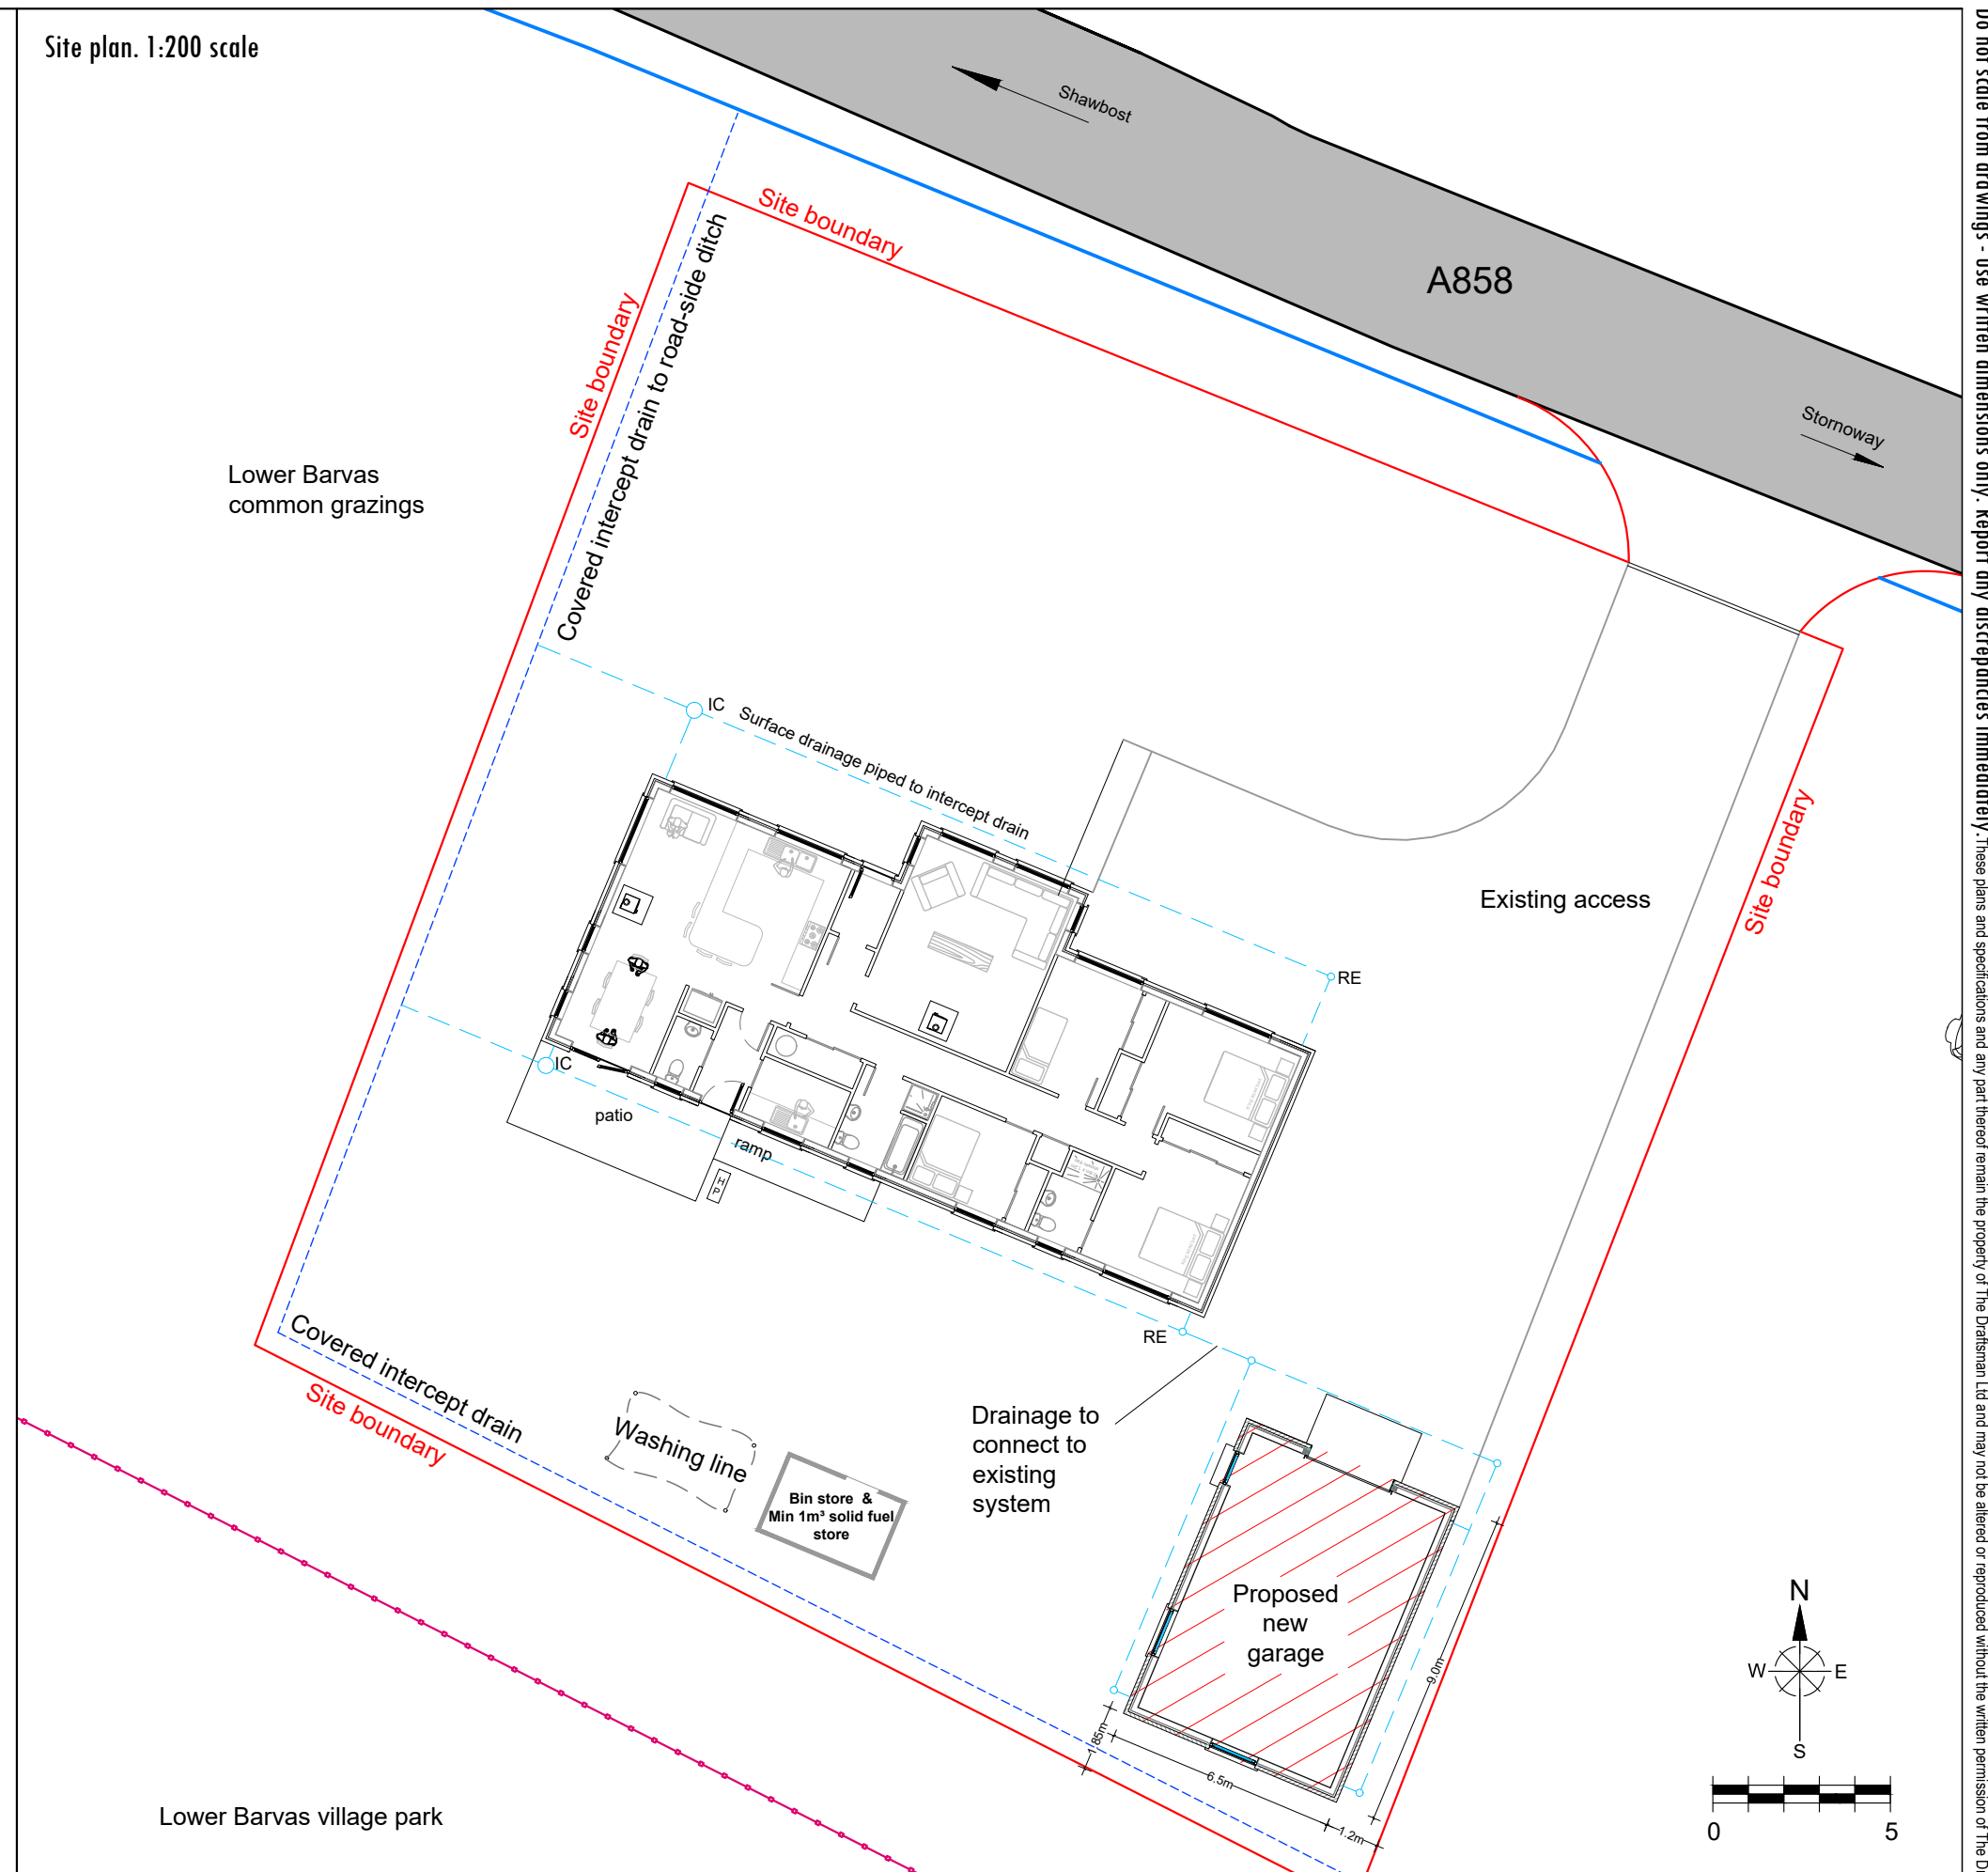 Site plan. 1:200 scale
Shawbost
A858
Stornoway
Site boundary
Site boundary
Covered intercept drain to road-side ditch
Lower Barvas
common grazings
IC
Surface drainage piped to intercept drain
Existing access
Site boundary
RE
IC
patio
ramp
H
P
RE
Covered intercept drain
Site boundary
Washing line
Bin store &
Min 1m³ solid fuel
store
Drainage to
connect to
existing
system
Proposed
new
garage
9.0m
1.85m
6.5m
1.2m
N
W
E
S
0
5
Lower Barvas village park
Do not scale from drawings - use written dimensions only. Report any discrepancies immediately. These plans and specifications and any part thereof remain the property of The Draftsman Ltd and may not be altered or reproduced without the written permission of The